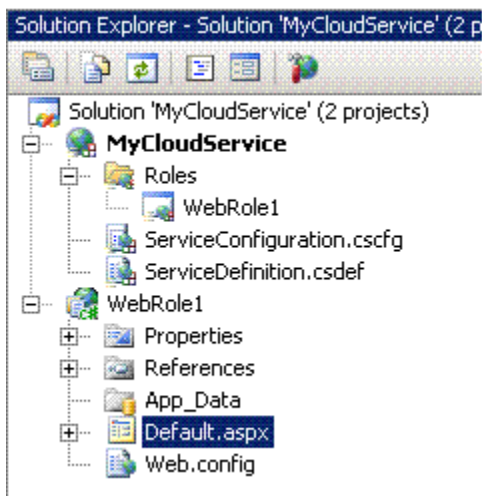 Solution Explorer - Solution 'MyCloudService' (2 p
Solution 'MyCloudService' (2 projects)
MyCloudService
Roles
WebRole1
ServiceConfiguration.cscfg
ServiceDefinition.csdef
WebRole1
Properties
References
App_Data
Default.aspx
Web.config